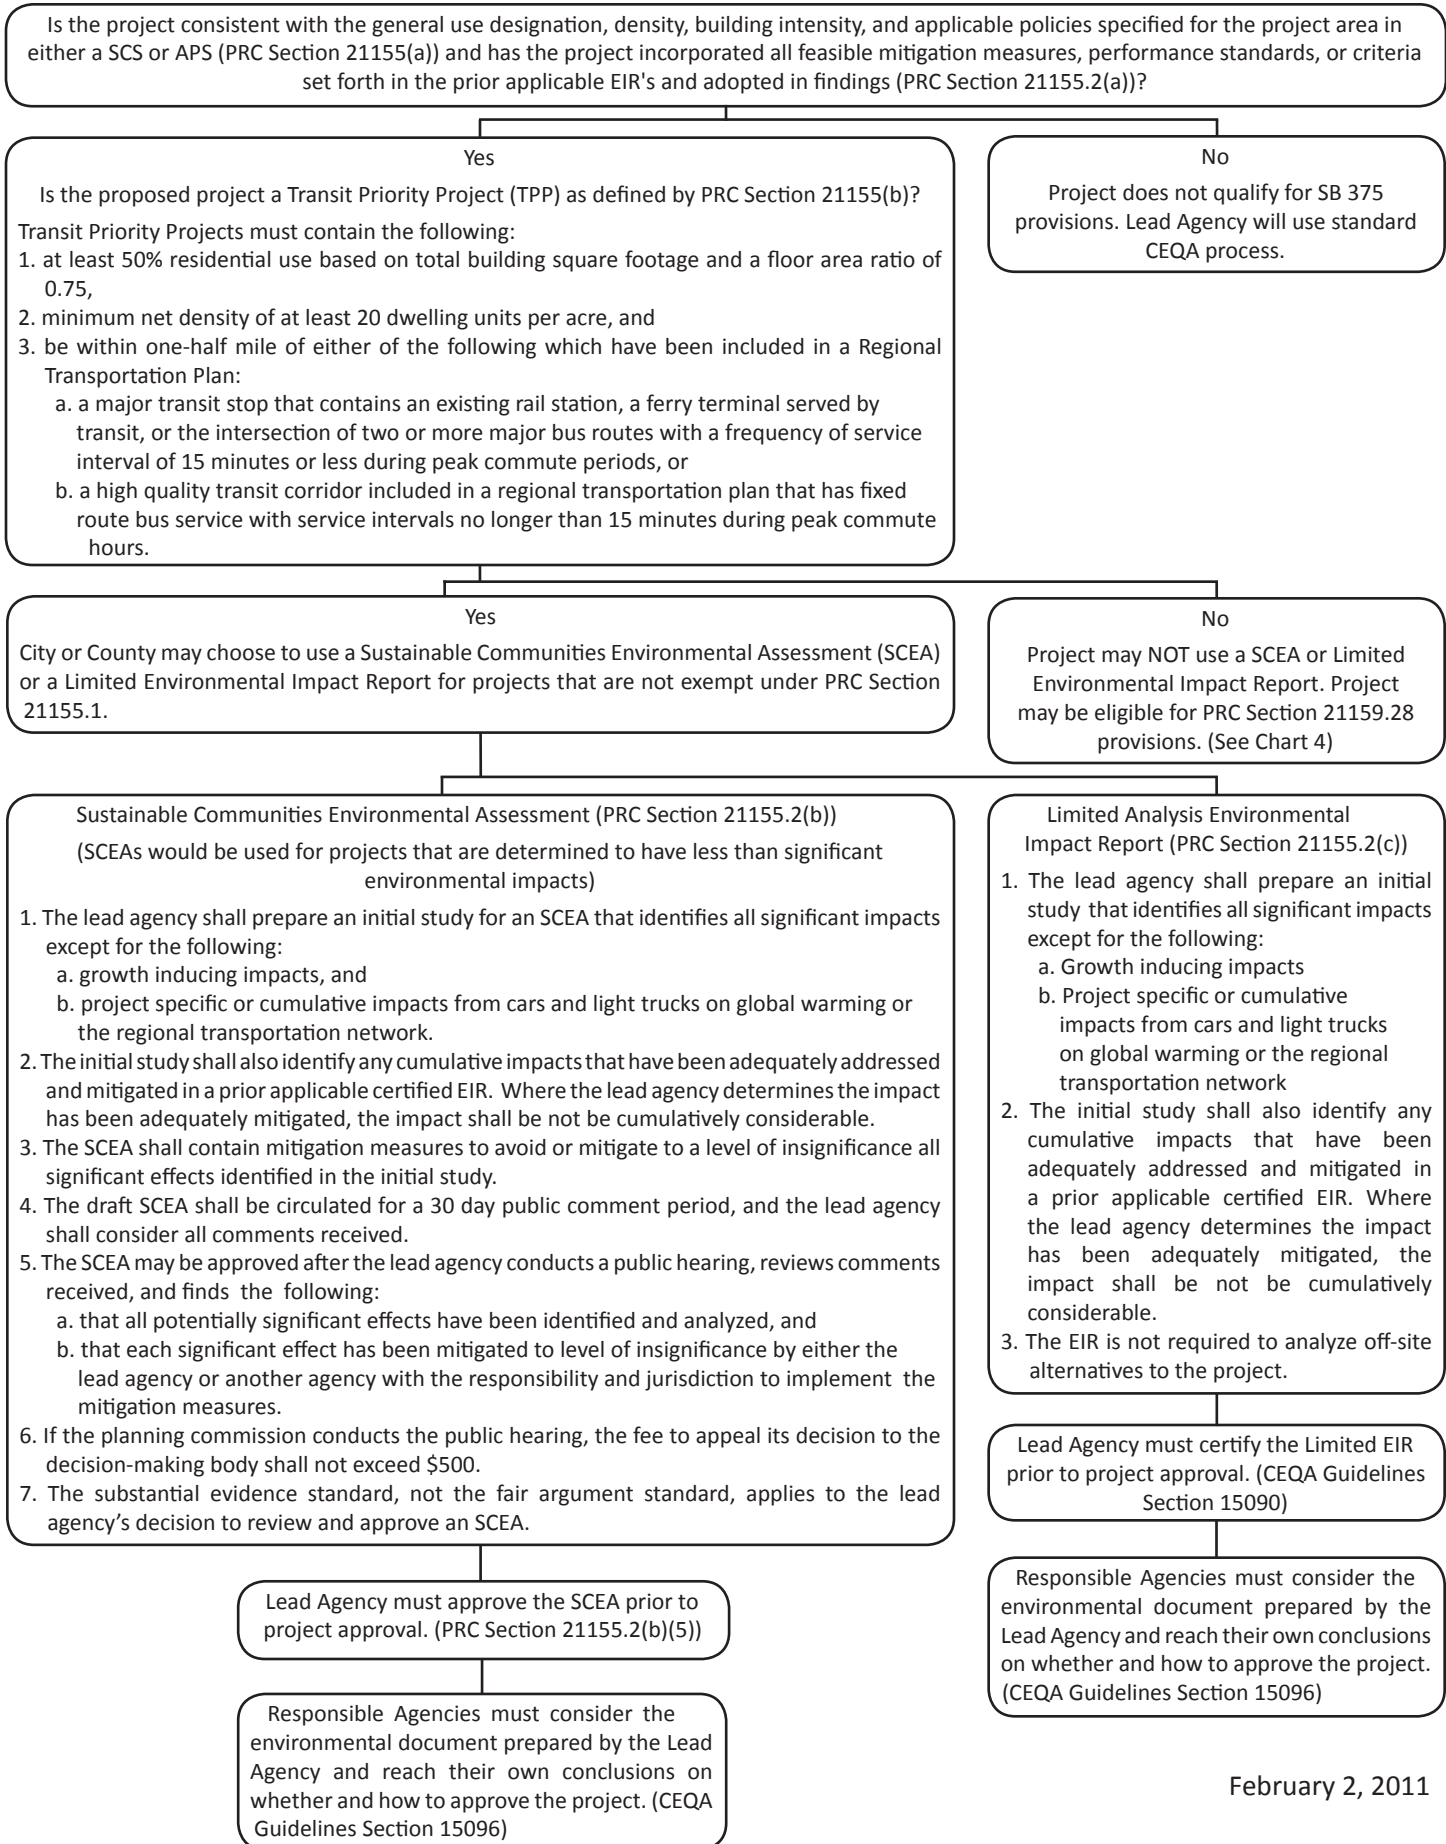 Is the project consistent with the general use designation, density, building intensity, and applicable policies specified for the project area in
either a SCS or APS (PRC Section 21155(a)) and has the project incorporated all feasible mitigation measures, performance standards, or criteria
set forth in the prior applicable EIR's and adopted in findings (PRC Section 21155.2(a))?
Yes
Is the proposed project a Transit Priority Project (TPP) as defined by PRC Section 21155(b)?
Transit Priority Projects must contain the following:
1. at least 50% residential use based on total building square footage and a floor area ratio of
0.75,
2. minimum net density of at least 20 dwelling units per acre, and
3. be within one-half mile of either of the following which have been included in a Regional
Transportation Plan:
a. a major transit stop that contains an existing rail station, a ferry terminal served by
transit, or the intersection of two or more major bus routes with a frequency of service
interval of 15 minutes or less during peak commute periods, or
b. a high quality transit corridor included in a regional transportation plan that has fixed
route bus service with service intervals no longer than 15 minutes during peak commute
hours.
No
Project does not qualify for SB 375
provisions. Lead Agency will use standard
CEQA process.
Yes
City or County may choose to use a Sustainable Communities Environmental Assessment (SCEA)
or a Limited Environmental Impact Report for projects that are not exempt under PRC Section
21155.1.
No
Project may NOT use a SCEA or Limited
Environmental Impact Report. Project
may be eligible for PRC Section 21159.28
provisions. (See Chart 4)
Sustainable Communities Environmental Assessment (PRC Section 21155.2(b))
(SCEAs would be used for projects that are determined to have less than significant
environmental impacts)
1. The lead agency shall prepare an initial study for an SCEA that identifies all significant impacts
except for the following:
a. growth inducing impacts, and
b. project specific or cumulative impacts from cars and light trucks on global warming or
the regional transportation network.
2. The initial study shall also identify any cumulative impacts that have been adequately addressed
and mitigated in a prior applicable certified EIR. Where the lead agency determines the impact
has been adequately mitigated, the impact shall be not be cumulatively considerable.
3. The SCEA shall contain mitigation measures to avoid or mitigate to a level of insignificance all
significant effects identified in the initial study.
4. The draft SCEA shall be circulated for a 30 day public comment period, and the lead agency
shall consider all comments received.
5. The SCEA may be approved after the lead agency conducts a public hearing, reviews comments
received, and finds the following:
a. that all potentially significant effects have been identified and analyzed, and
b. that each significant effect has been mitigated to level of insignificance by either the
lead agency or another agency with the responsibility and jurisdiction to implement the
mitigation measures.
6. If the planning commission conducts the public hearing, the fee to appeal its decision to the
decision-making body shall not exceed $500.
7. The substantial evidence standard, not the fair argument standard, applies to the lead
agency's decision to review and approve an SCEA.
Limited Analysis Environmental
Impact Report (PRC Section 21155.2(c))
1. The lead agency shall prepare an initial
study that identifies all significant impacts
except for the following:
a. Growth inducing impacts
b. Project specific or cumulative
impacts from cars and light trucks
on global warming or the regional
transportation network
2. The initial study shall also identify any
cumulative impacts that have been
adequately addressed and mitigated in
a prior applicable certified EIR. Where
the lead agency determines the impact
has been adequately mitigated, the
impact shall be not be cumulatively
considerable.
3. The EIR is not required to analyze off-site
alternatives to the project.
Lead Agency must certify the Limited EIR
prior to project approval. (CEQA Guidelines
Section 15090)
Responsible Agencies must consider the
environmental document prepared by the
Lead Agency and reach their own conclusions
on whether and how to approve the project.
(CEQA Guidelines Section 15096)
Lead Agency must approve the SCEA prior to
project approval. (PRC Section 21155.2(b)(5))
Responsible Agencies must consider the
environmental document prepared by the Lead
Agency and reach their own conclusions on
whether and how to approve the project. (CEQA
Guidelines Section 15096)
February 2, 2011